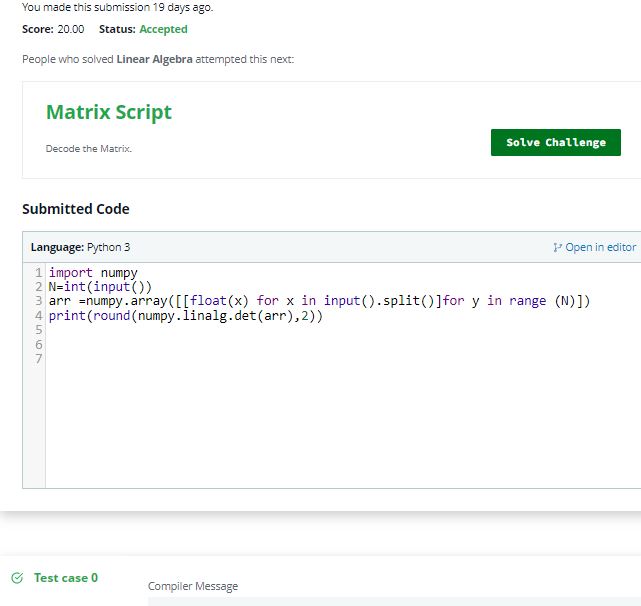 You made this submission 19 days ago.
Score: 20.00 Status: Accepted
People who solved Linear Algebra attempted this next:
Matrix Script
Decode the Matrix.
Solve Challenge
Submitted Code
Language: Python 3
Open in editor
1 import numpy
2 N=int(input())
3 arr =numpy.array([[float(x) for x in input().split()]for y in range (N)])
4 print(round(numpy.linalg.det(arr),2))
5
6
7
Test case 0
Compiler Message